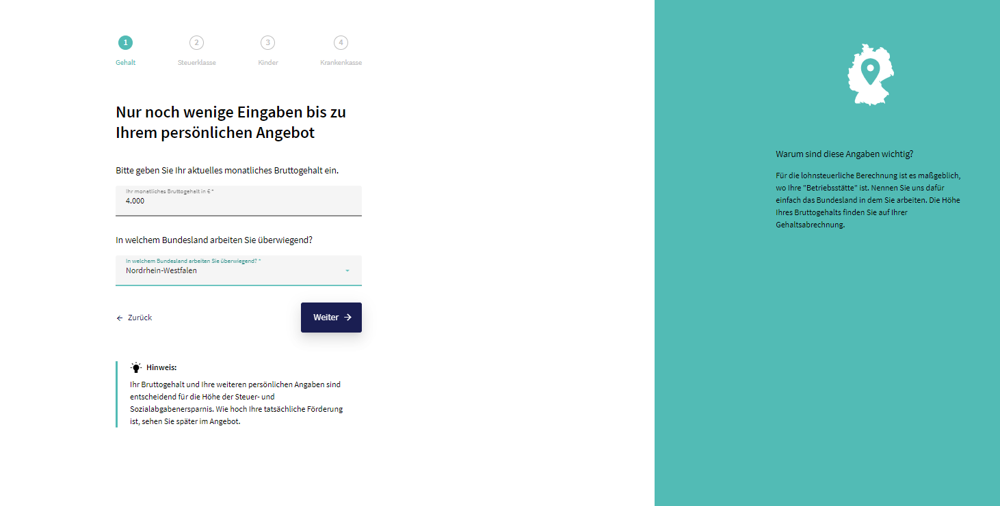 1 2 3 4
Gehalt Steuerklasse Kinder Krankenkasse
Nur noch wenige Eingaben bis zu
Ihrem persönlichen Angebot
Bitte geben Sie Ihr aktuelles monatliches Bruttogehalt ein.
Ihr monatliches Bruttogehalt in € *
4.000
In welchem Bundesland arbeiten Sie überwiegend?
In welchem Bundesland arbeiten Sie überwiegend? *
Nordrhein-Westfalen
Zurück
Weiter
Hinweis:
Ihr Bruttogehalt und Ihre weiteren persönlichen Angaben sind
entscheidend für die Höhe der Steuer- und
Sozialabgabenersparnis. Wie hoch Ihre tatsächliche Förderung
ist, sehen Sie später im Angebot.
Warum sind diese Angaben wichtig?
Für die lohnsteuerliche Berechnung ist es maßgeblich,
wo Ihre "Betriebsstätte" ist. Nennen Sie uns dafür
einfach das Bundesland in dem Sie arbeiten. Die Höhe
Ihres Bruttogehalts finden Sie auf Ihrer
Gehaltsabrechnung.